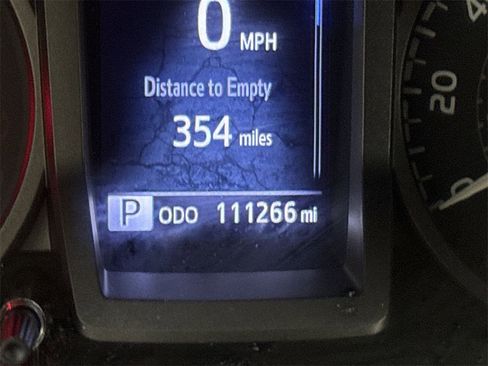 0 MPH
Distance to Empty
354 miles
P ODO 111266 mi
20